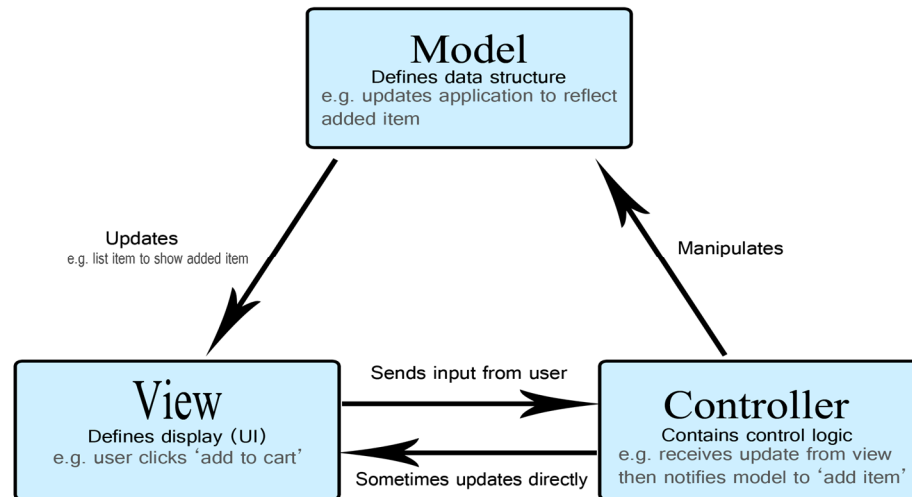 Model
Defines data structure
e.g. updates application to reflect
added item
Updates
e.g. list item to show added item
Manipulates
View
Defines display (UI)
e.g. user clicks ‘add to cart’
Sends input from user
Sometimes updates directly
Controller
Contains control logic
e.g. receives update from view
then notifies model to ‘add item’